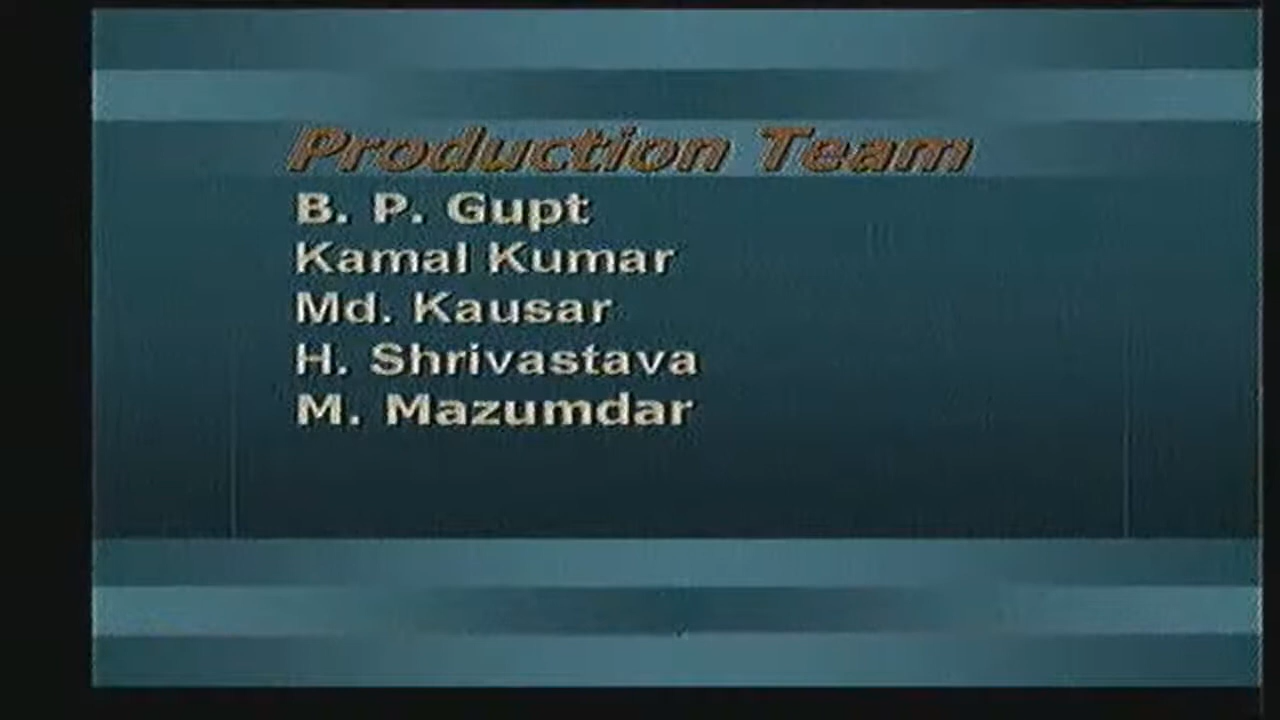 Production Team
B. P. Gupt
Kamal Kumar
Md. Kausar
H. Shrivastava
M. Mazumdar